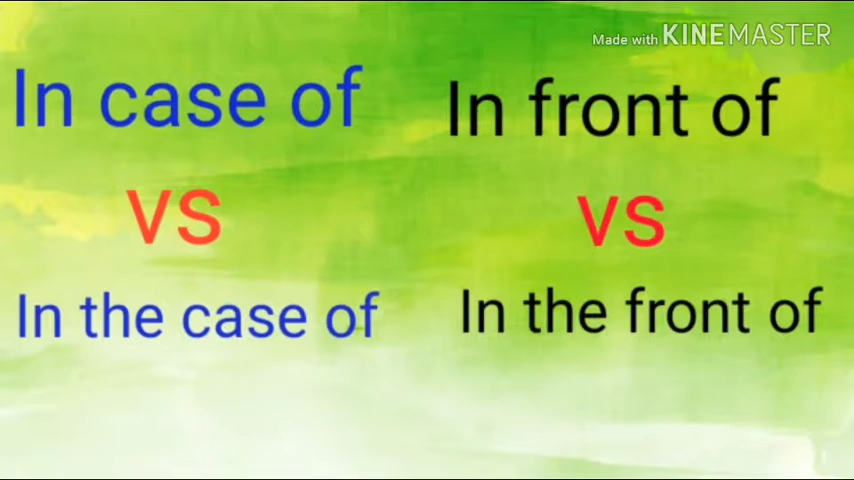 Made with KINEMASTER
In case of
vs
In the case of
In front of
vs
In the front of